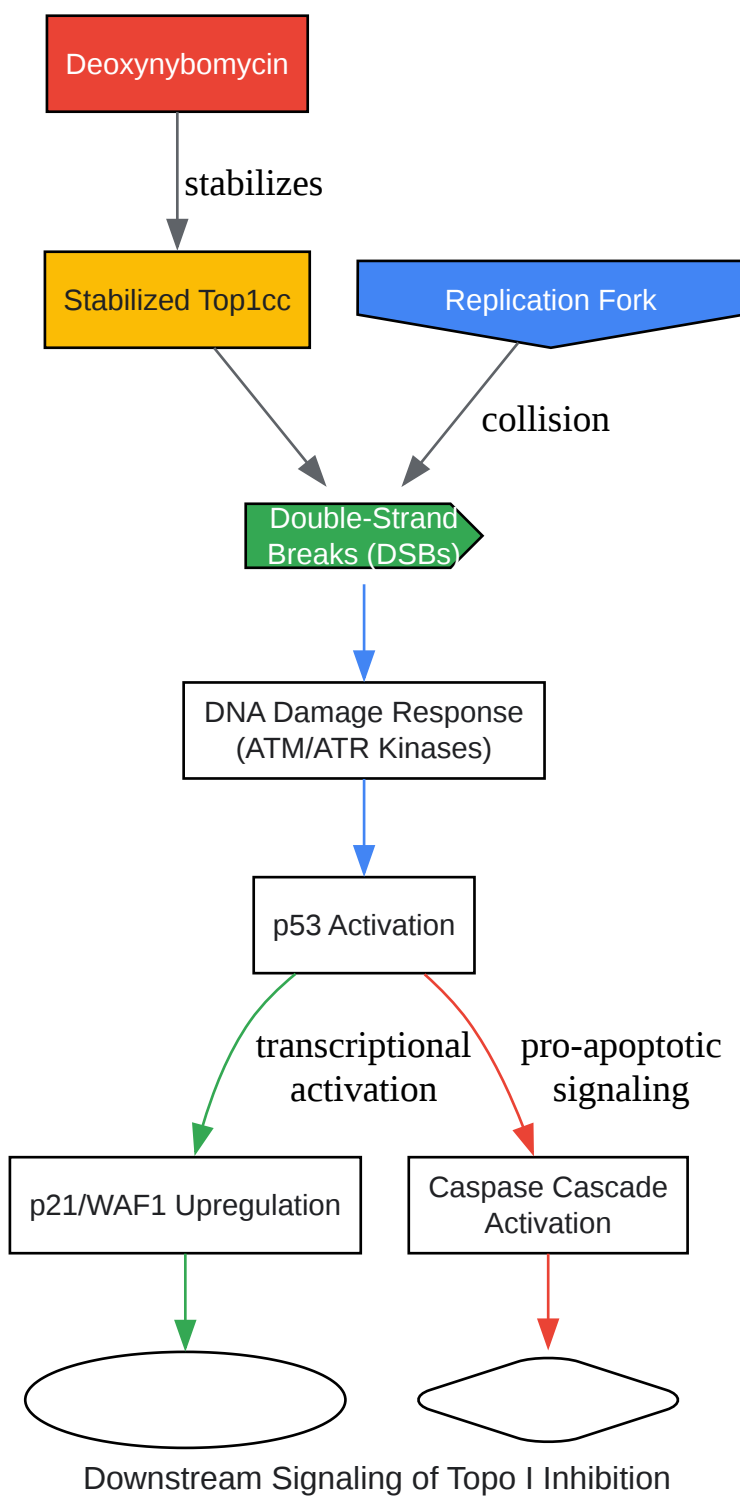 Deoxynybomycin
stabilizes
Stabilized Top1cc
Replication Fork
collision
Double-Strand
Breaks (DSBs)
DNA Damage Response
(ATM/ATR Kinases)
p53 Activation
transcriptional
activation
pro-apoptotic
signaling
p21/WAF1 Upregulation
Caspase Cascade
Activation
Downstream Signaling of Topo I Inhibition